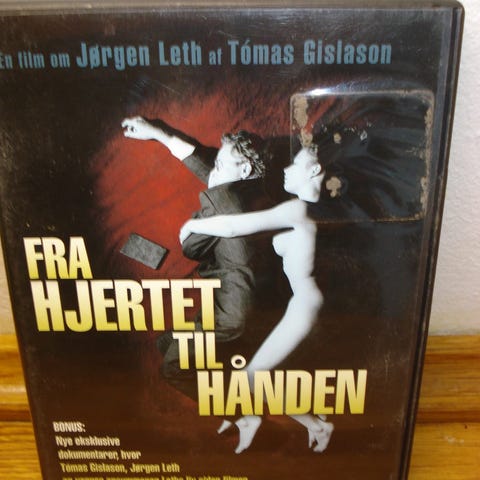 En film om Jørgen Leth af Tómas Gislason
FRA
HJERTET
TIL
HÅNDEN
BONUS:
Nye eksklusive
dokumentarer, hvor
Tómas Gislason, Jørgen Leth